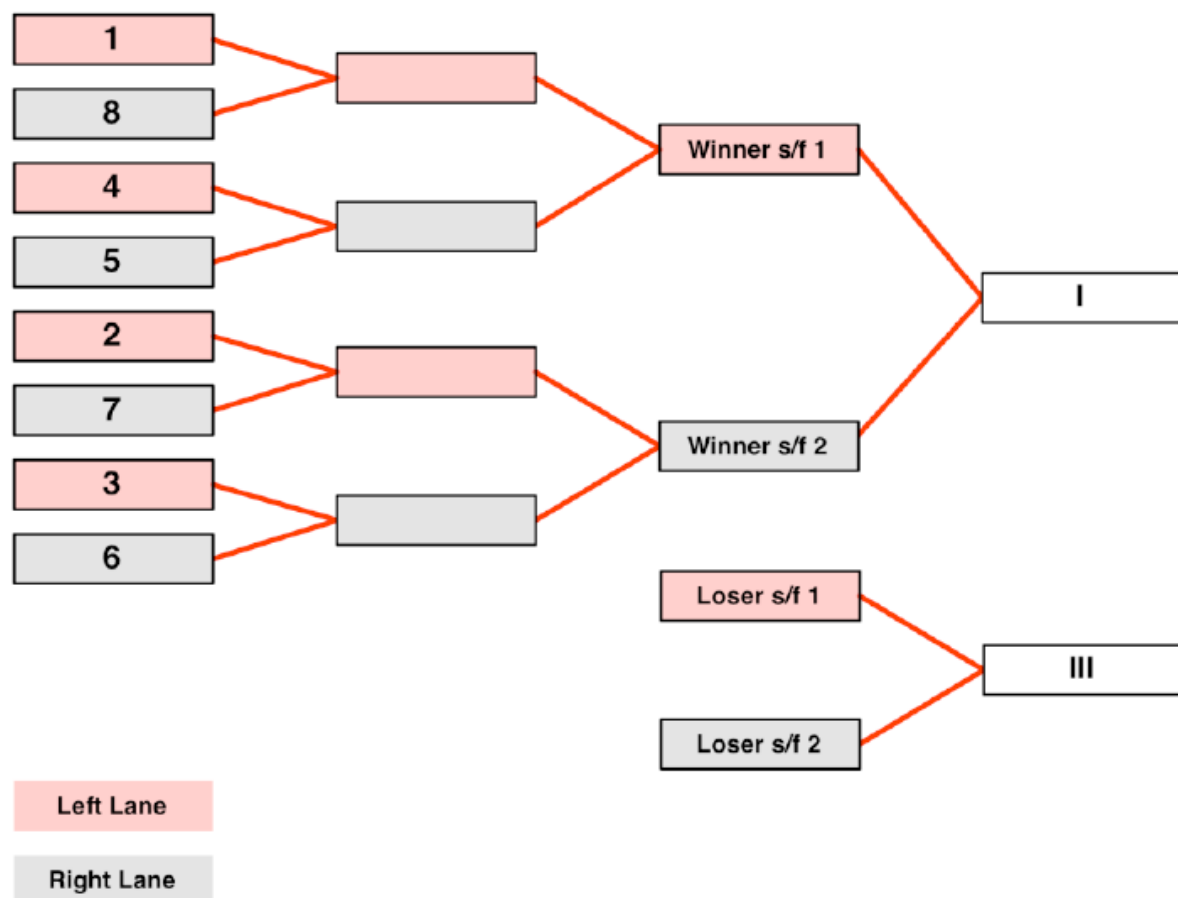 1
8
4
5
2
7
3
6
Winner s/f 1
Winner s/f 2
I
Loser s/f 1
Loser s/f 2
III
Left Lane
Right Lane